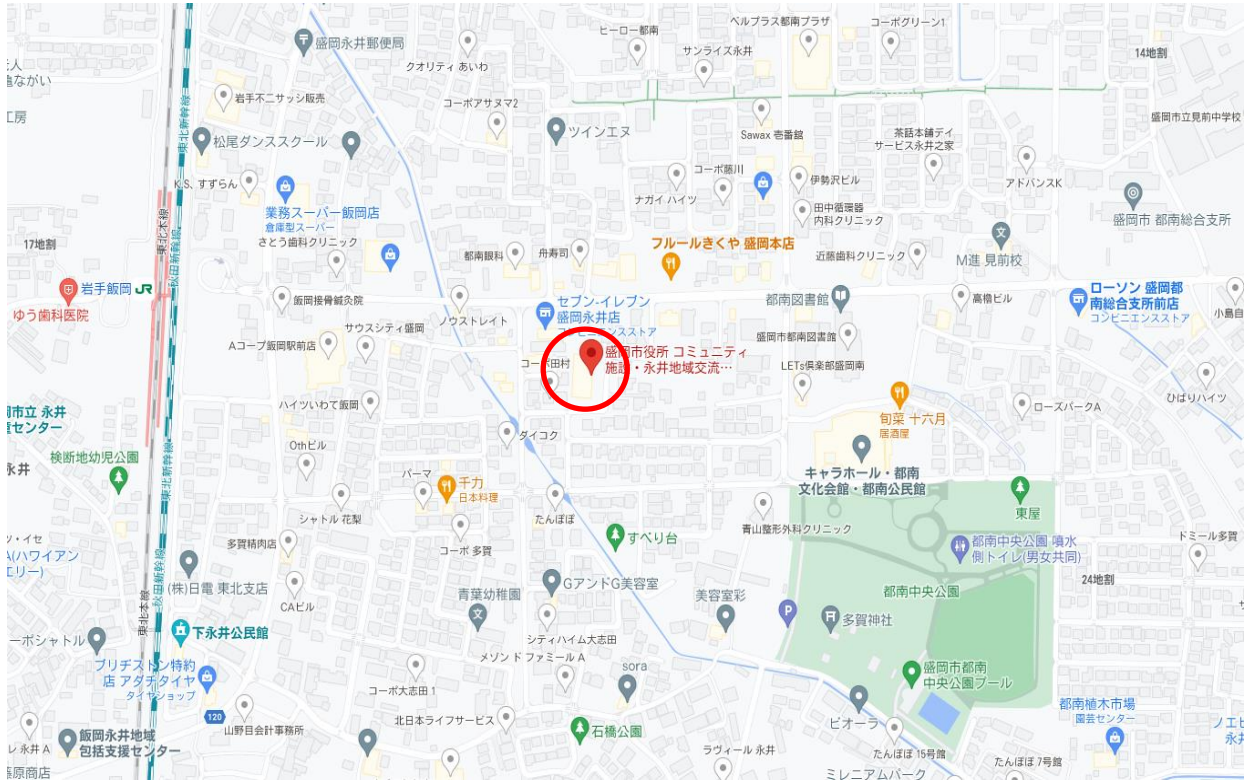 ベルプラス都南プラザ
コーポグリーン1
ヒーロー都南
盛岡永井郵便局
サンライズ永井
14地割
クオリティ あいわ
岩手不二サッシ販売
コーポアサヌマ2
工房
松尾ダンススクール
ツインエヌ
Sawax 壱番館
茶話本舗デイ
サービス永井之家
盛岡市立見前中学校
コーポ藤川
K.S、すずらん
伊勢沢ビル
アドバンスK
ナガイ ハイツ
業務スーパー飯岡店
倉庫型スーパー
田中循環器
内科クリニック
盛岡市 都南総合支所
さとう歯科クリニック
17地割
フルールきくや 盛岡本店
都南眼科
舟寿司
近藤歯科クリニック
M進 見前校
岩手飯岡
JR
ゆう歯科医院
東北本線
秋田新幹線
東北新幹線
飯岡接骨鍼灸院
セブン-イレブン
盛岡永井店
コンビニエンスストア
都南図書館
高橋ビル
ローソン 盛岡都
南総合支所前店
コンビニエンスストア
サウスシティ盛岡
ノウストレイト
Aコープ飯岡駅前店
盛岡市都南図書館
コーポ田村
盛岡市役所 コミュニティ
施設・永井地域交流…
LETs倶楽部盛岡南
ハイツいわて飯岡
ローズパークA
ひばりハイツ
旬菜 十六月
居酒屋
Othビル
ダイコク
検断地幼児公園
パーマ
千力
日本料理
キャラホール・都南
文化会館・都南公民館
東屋
シャトル 花梨
たんぽぽ
青山整形外科クリニック
多賀精肉店
コーポ 多賀
すべり台
都南中央公園 噴水
側トイレ(男女共同)
ドミール多賀
(株)日電 東北支店
GアンドG美容室
24地割
CAビル
青葉幼稚園
美容室彩
都南中央公園
P
多賀神社
下永井公民館
シティハイム大志田
メゾン ド ファミール A
ブリヂストン特約
店 アダチタイヤ
タイヤショップ
sora
盛岡市都南
中央公園プール
コーポ大志田 1
120
山野目会計事務所
北日本ライフサービス
石橋公園
ビオーラ
都南植木市場
園芸センター
飯岡永井地域
包括支援センター
ラヴィール 永井
たんぽぽ 15号館
たんぽぽ 7号館
ミレニアムパーク